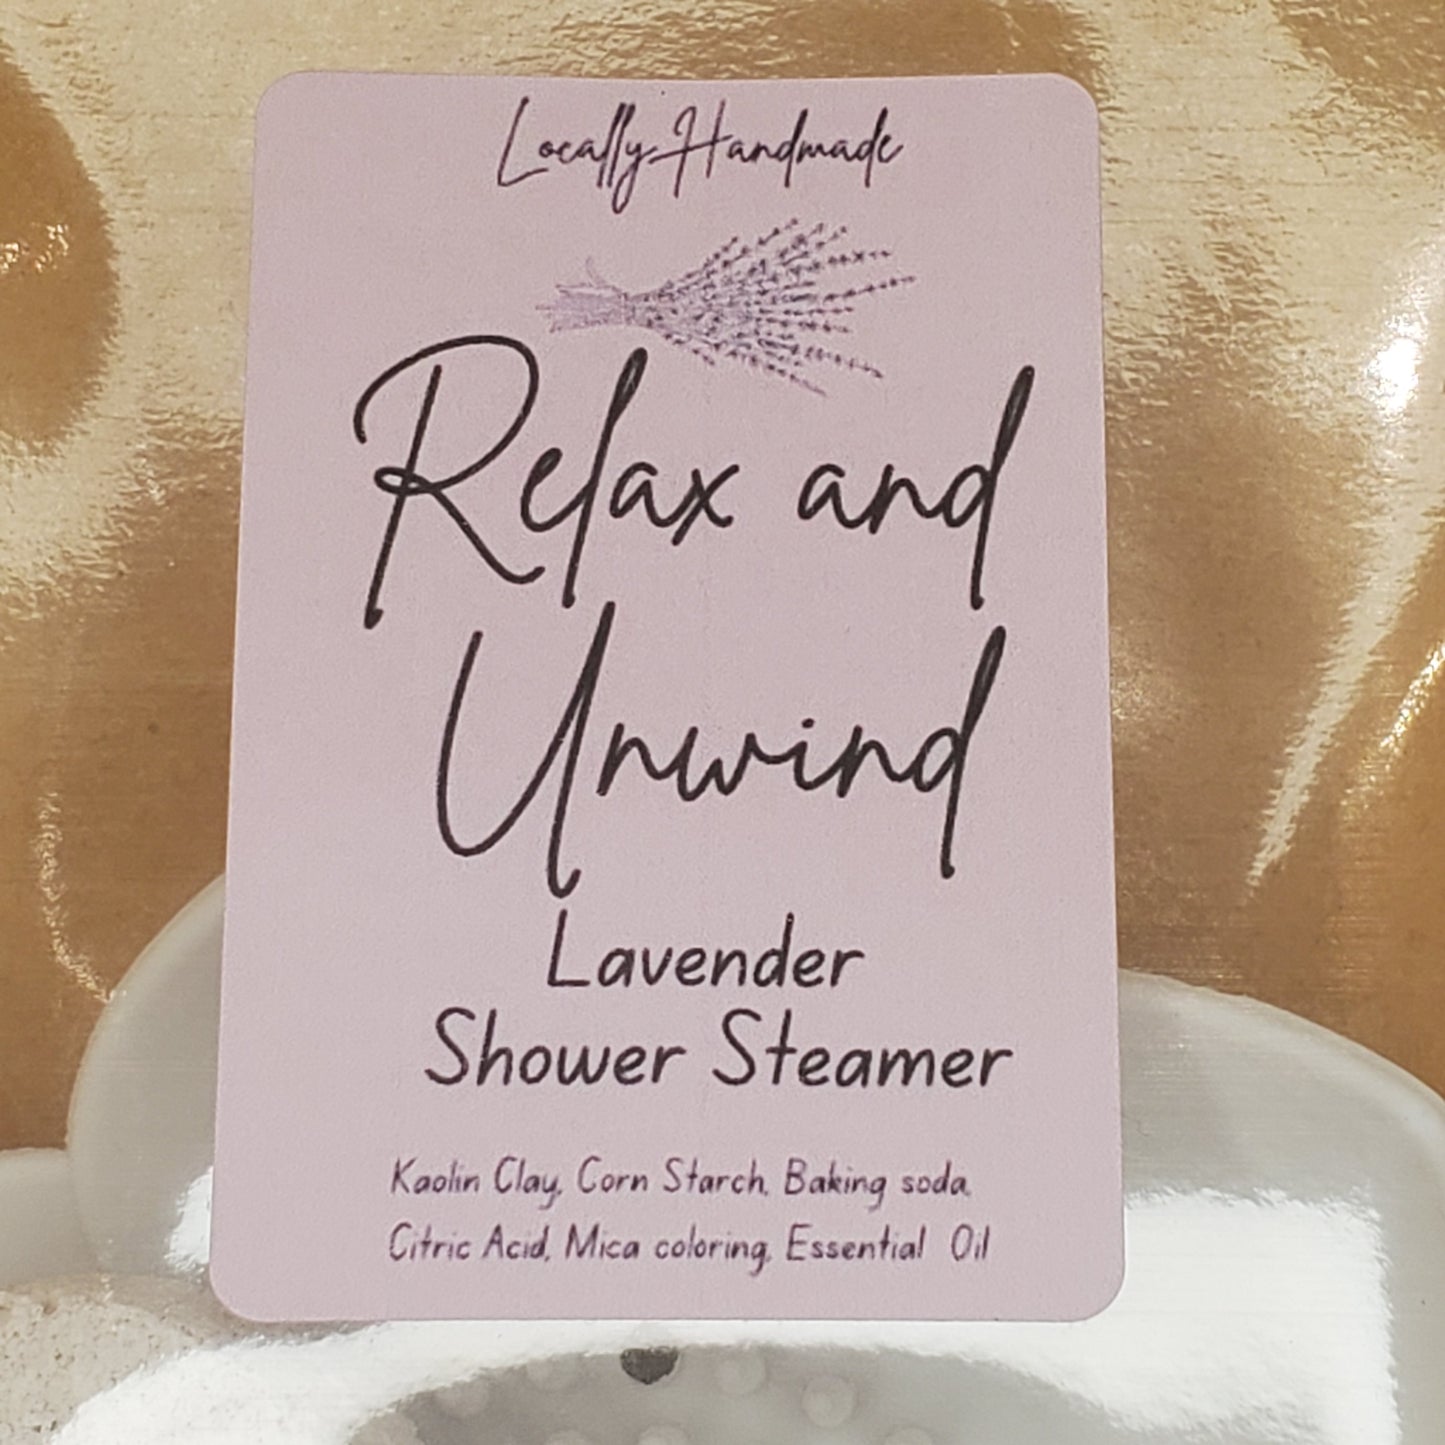 Locally Handmade
Relax and
Unwind
Lavender
Shower Steamer
Kaolin Clay, Corn Starch, Baking soda,
Citric Acid, Mica coloring, Essential Oil